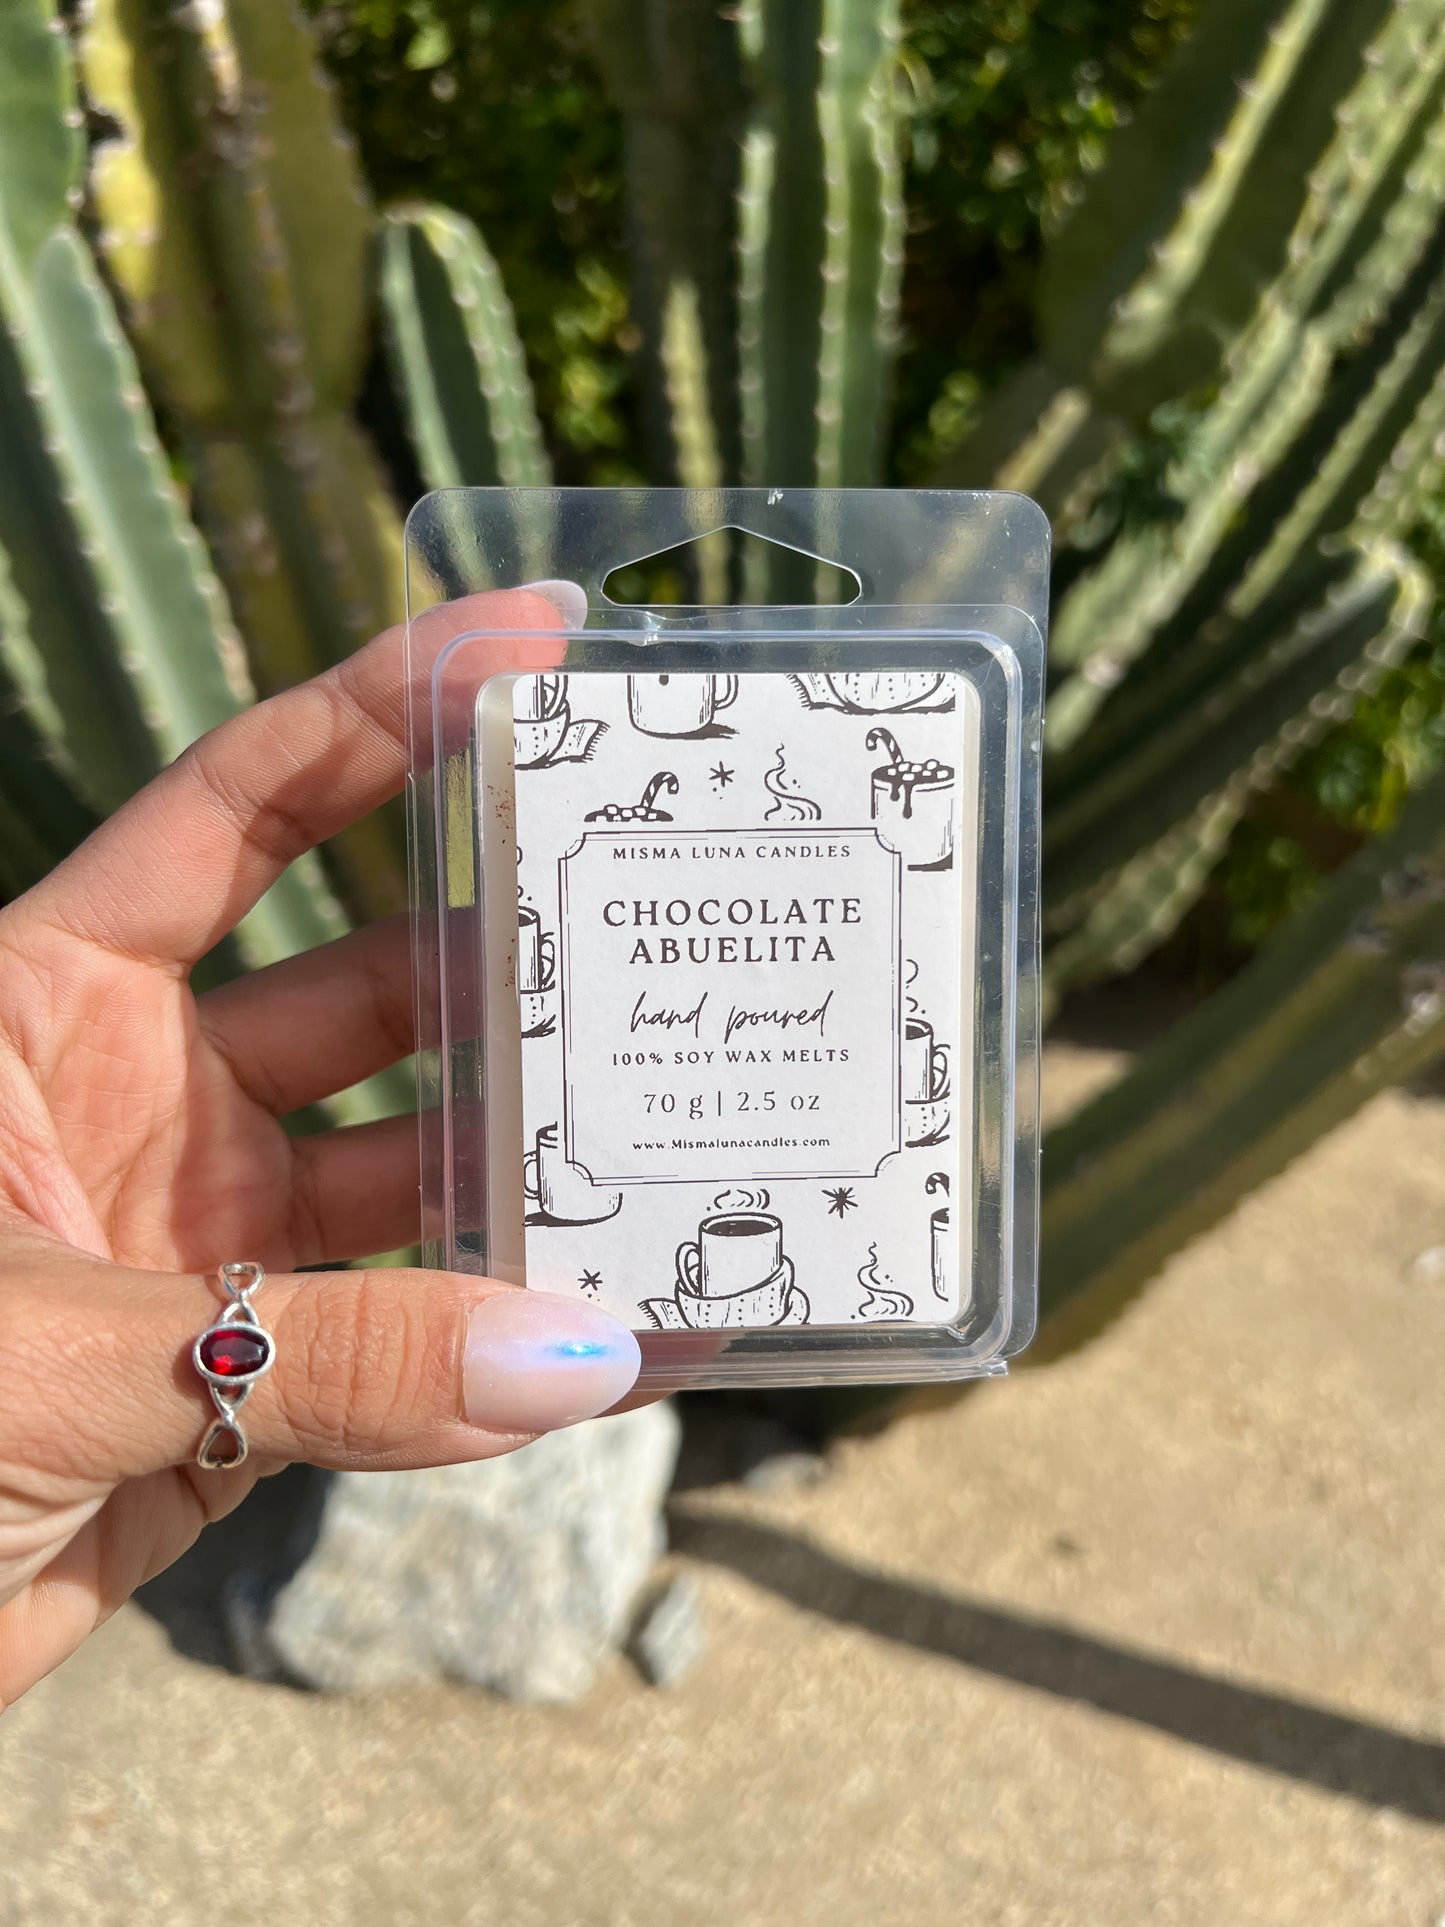 MISMA LUNA CANDLES
CHOCOLATE
ABUELITA
hand poured
100% SOY WAX MELTS
70 g | 2.5 oz
www.Mismalunacandles.com